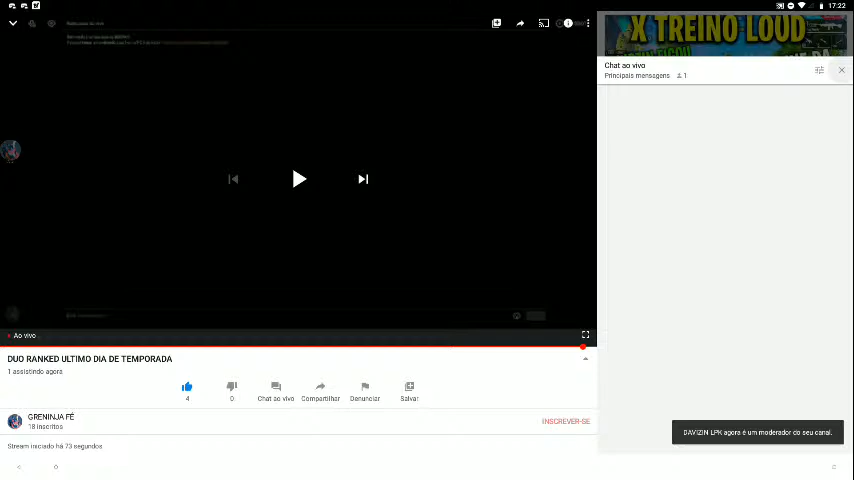 17:22
X TREINO LOUD
Chat ao vivo
Principais mensagens 1
Ao vivo
DUO RANKED ULTIMO DIA DE TEMPORADA
1 assistindo agora
4
0
Chat ao vivo
Compartilhar
Denunciar
Salvar
GRENINJA FÉ
18 inscritos
INSCREVER-SE
Stream iniciado há 73 segundos
DAVIZIN LPK agora é um moderador do seu canal.